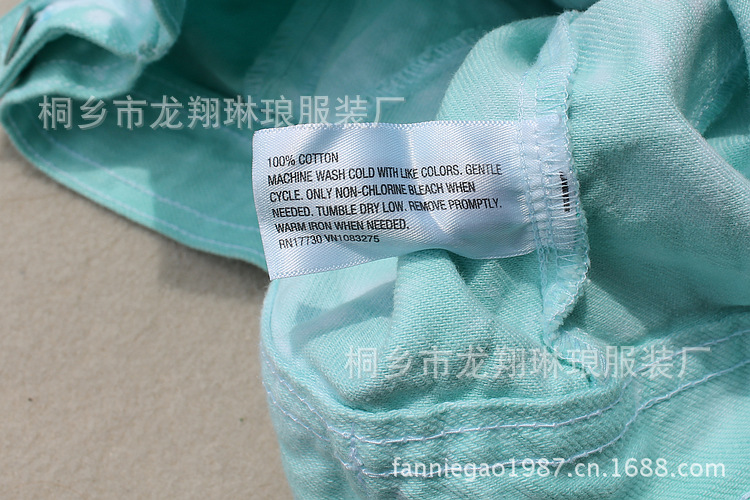 桐乡市龙翔琳琅服装厂
100% COTTON
MACHINE WASH COLD WITH LIKE COLORS. GENTLE
CYCLE. ONLY NON-CHLORINE BLEACH WHEN
NEEDED. TUMBLE DRY LOW. REMOVE PROMPTLY.
WARM IRON WHEN NEEDED.
RN17730 VN1083275
桐乡市龙翔琳琅服装厂
fanniegao1987.cn.1688.com